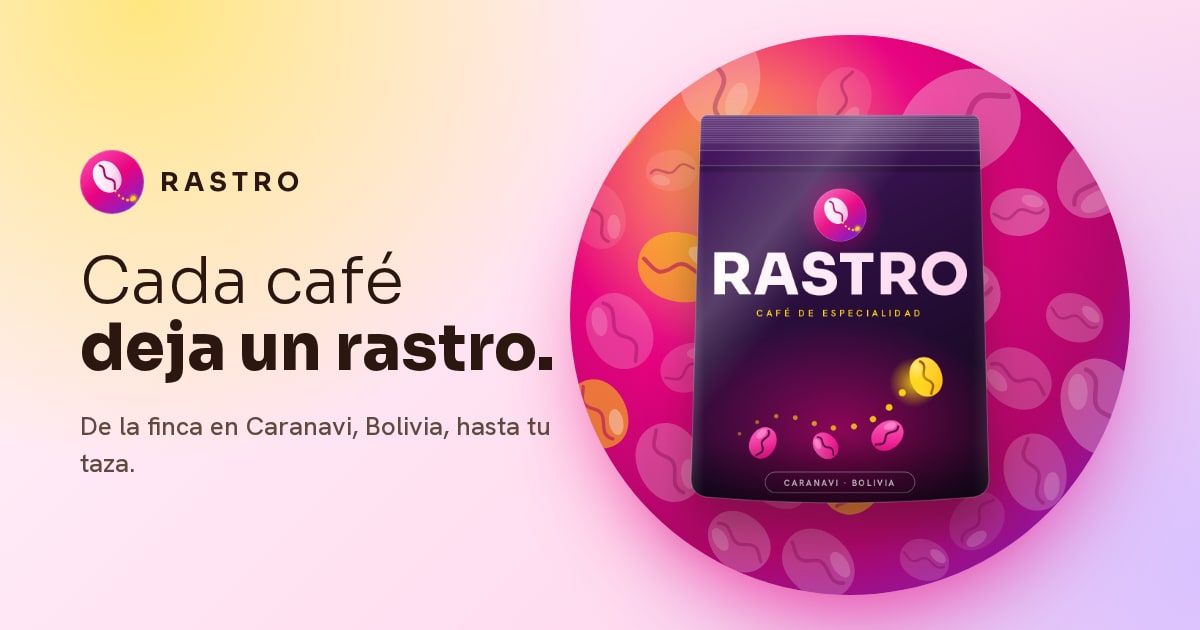 RASTRO
Cada café
deja un rastro.
De la finca en Caranavi, Bolivia, hasta tu
taza.
RASTRO
CAFÉ DE ESPECIALIDAD
CARANAVI · BOLIVIA